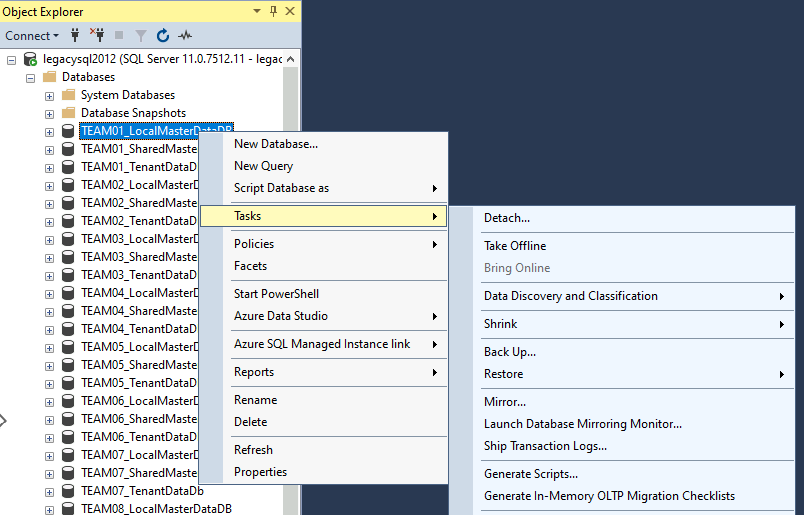 Object Explorer
Connect
legacysql2012 (SQL Server 11.0.7512.11 - legac
Databases
System Databases
Database Snapshots
TEAM01_LocalMasterDataDB
TEAM01_SharedMaste
TEAM01_TenantDataD
TEAM02_LocalMasterD
TEAM02_SharedMaste
TEAM02_TenantDataD
TEAM03_LocalMasterD
TEAM03_SharedMaste
TEAM03_TenantDataD
TEAM04_LocalMasterD
TEAM04_SharedMaste
TEAM04_TenantDataD
TEAM05_LocalMasterD
TEAM05_SharedMaste
TEAM05_TenantDataD
TEAM06_LocalMasterD
TEAM06_SharedMaste
TEAM06_TenantDataD
TEAM07_LocalMasterD
TEAM07_SharedMaste
TEAM07_TenantDataDb
TEAM08_LocalMasterDataDB
New Database...
New Query
Script Database as
Tasks
Policies
Facets
Start PowerShell
Azure Data Studio
Azure SQL Managed Instance link
Reports
Rename
Delete
Refresh
Properties
Detach...
Take Offline
Bring Online
Data Discovery and Classification
Shrink
Back Up...
Restore
Mirror...
Launch Database Mirroring Monitor...
Ship Transaction Logs...
Generate Scripts...
Generate In-Memory OLTP Migration Checklists